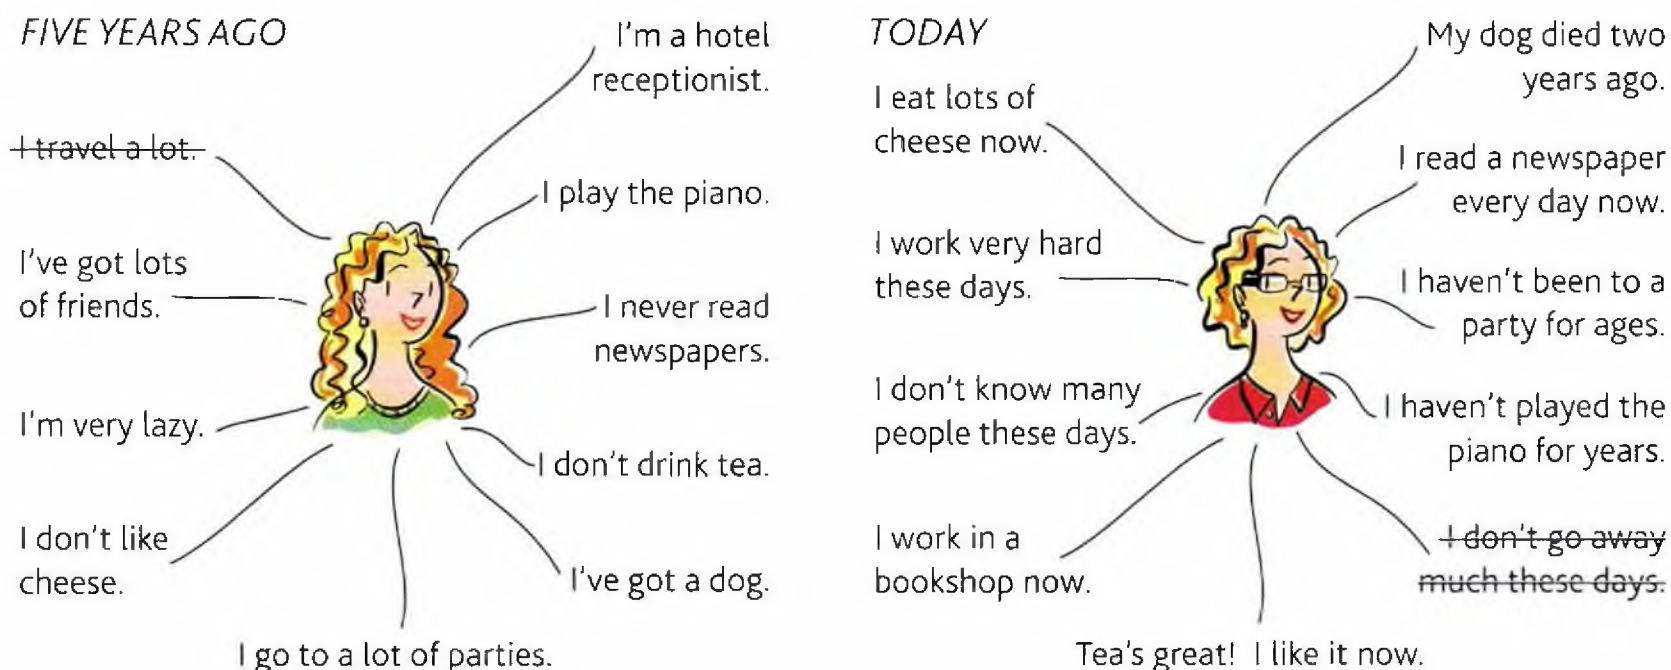 FIVE YEARS AGO
I'm a hotel
receptionist.
I travel a lot.
I play the piano.
I've got lots
of friends.
I never read
newspapers.
I'm very lazy.
I don't drink tea.
I don't like
cheese.
I've got a dog.
I go to a lot of parties.
TODAY
My dog died two
years ago.
I eat lots of
cheese now.
I read a newspaper
every day now.
I work very hard
these days.
I haven't been to a
party for ages.
I don't know many
people these days.
I haven't played the
piano for years.
I work in a
bookshop now.
I don't go away
much these days.
Tea's great! I like it now.